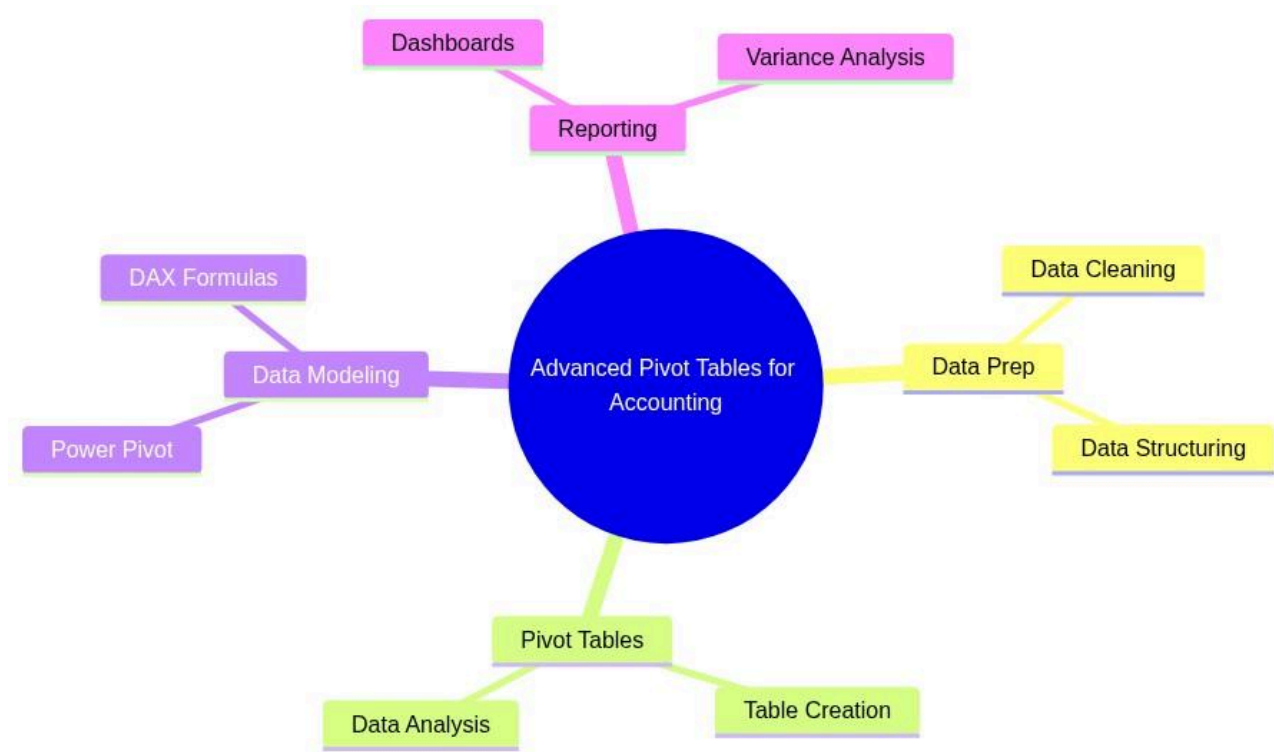 Dashboards
Variance Analysis
Reporting
DAX Formulas
Data Modeling
Power Pivot
Advanced Pivot Tables for
Accounting
Data Cleaning
Data Prep
Data Structuring
Pivot Tables
Data Analysis
Table Creation